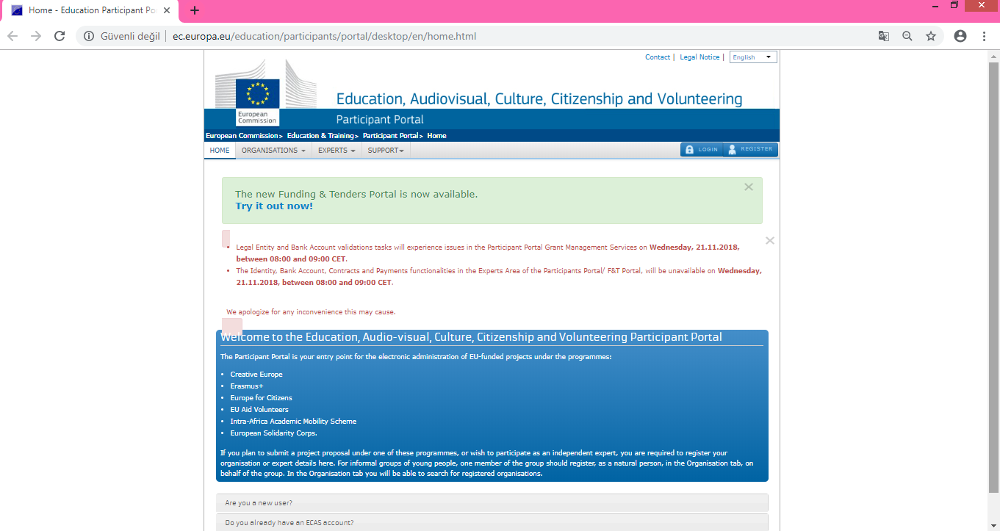 Home - Education Participant Po
Güvenli değil
ec.europa.eu/education/participants/portal/desktop/en/home.html
Contact | Legal Notice | English
Education, Audiovisual, Culture, Citizenship and Volunteering
European
Commission
Participant Portal
European Commission> Education & Training> Participant Portal> Home
HOME ORGANISATIONS EXPERTS SUPPORT LOGIN REGISTER
The new Funding & Tenders Portal is now available.
Try it out now!
• Legal Entity and Bank Account validations tasks will experience issues in the Participant Portal Grant Management Services on Wednesday, 21.11.2018,
between 08:00 and 09:00 CET.
• The Identity, Bank Account, Contracts and Payments functionalities in the Experts Area of the Participants Portal/ F&T Portal, will be unavailable on Wednesday,
21.11.2018, between 08:00 and 09:00 CET.
We apologize for any inconvenience this may cause.
Welcome to the Education, Audio-visual, Culture, Citizenship and Volunteering Participant Portal
The Participant Portal is your entry point for the electronic administration of EU-funded projects under the programmes:
• Creative Europe
• Erasmus+
• Europe for Citizens
• EU Aid Volunteers
• Intra-Africa Academic Mobility Scheme
• European Solidarity Corps.
If you plan to submit a project proposal under one of these programmes, or wish to participate as an independent expert, you are required to register your
organisation or expert details here. For informal groups of young people, one member of the group should register, as a natural person, in the Organisation tab, on
behalf of the group. In the Organisation tab you will be able to search for registered organisations.
Are you a new user?
Do you already have an ECAS account?